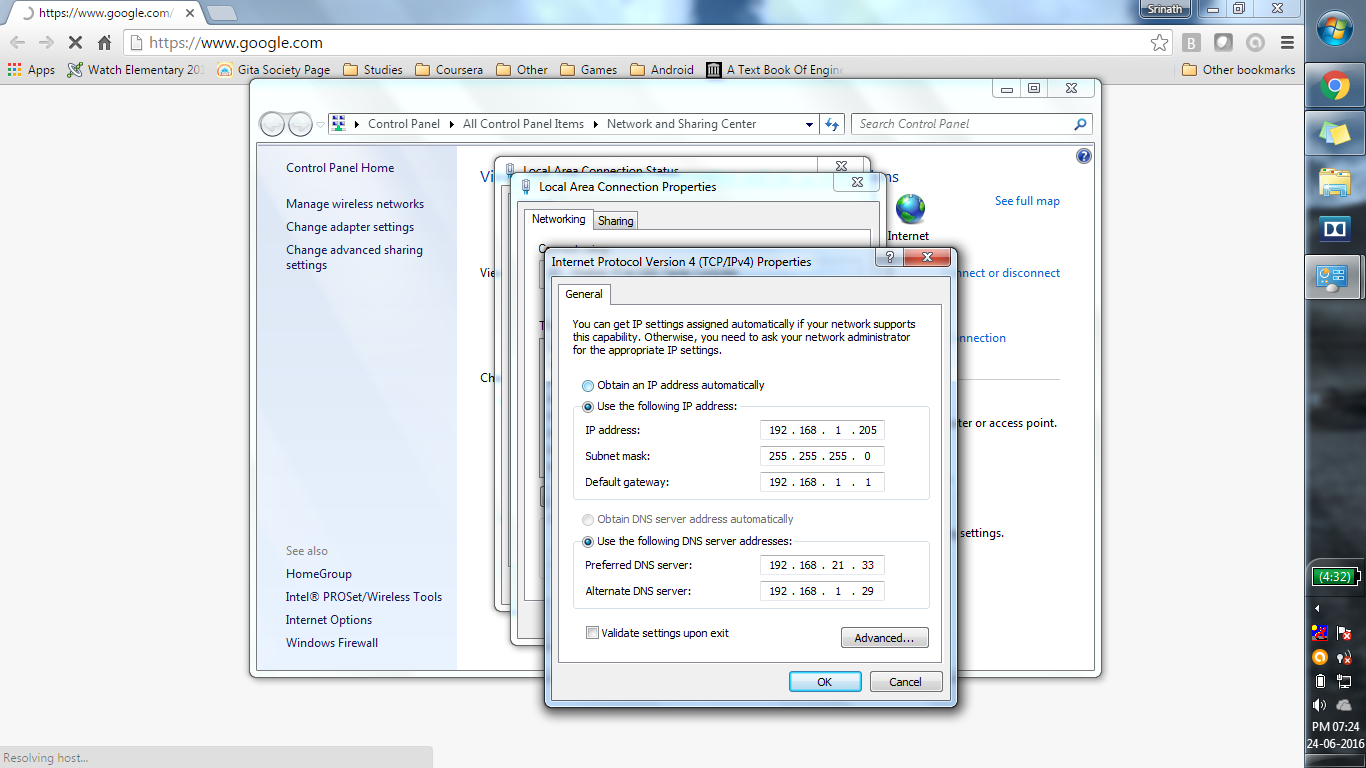 https://www.google.com/
Srinath
https://www.google.com
Apps
Watch Elementary 201
Gita Society Page
Studies
Coursera
Other
Games
Android
A Text Book Of Engine
Other bookmarks
Control Panel
All Control Panel Items
Network and Sharing Center
Search Control Panel
Control Panel Home
Manage wireless networks
Change adapter settings
Change advanced sharing
settings
See also
HomeGroup
Intel® PROSet/Wireless Tools
Internet Options
Windows Firewall
See full map
Internet
nnect or disconnect
nnection
ter or access point.
settings.
Local Area Connection Status
Local Area Connection Properties
Networking
Sharing
Internet Protocol Version 4 (TCP/IPv4) Properties
General
You can get IP settings assigned automatically if your network supports
this capability. Otherwise, you need to ask your network administrator
for the appropriate IP settings.
Obtain an IP address automatically
Use the following IP address:
IP address: 192 . 168 . 1 . 205
Subnet mask: 255 . 255 . 255 . 0
Default gateway: 192 . 168 . 1 . 1
Obtain DNS server address automatically
Use the following DNS server addresses:
Preferred DNS server: 192 . 168 . 21 . 33
Alternate DNS server: 192 . 168 . 1 . 29
Validate settings upon exit
Advanced...
OK
Cancel
(4:32)
PM 07:24
24-06-2016
Resolving host...